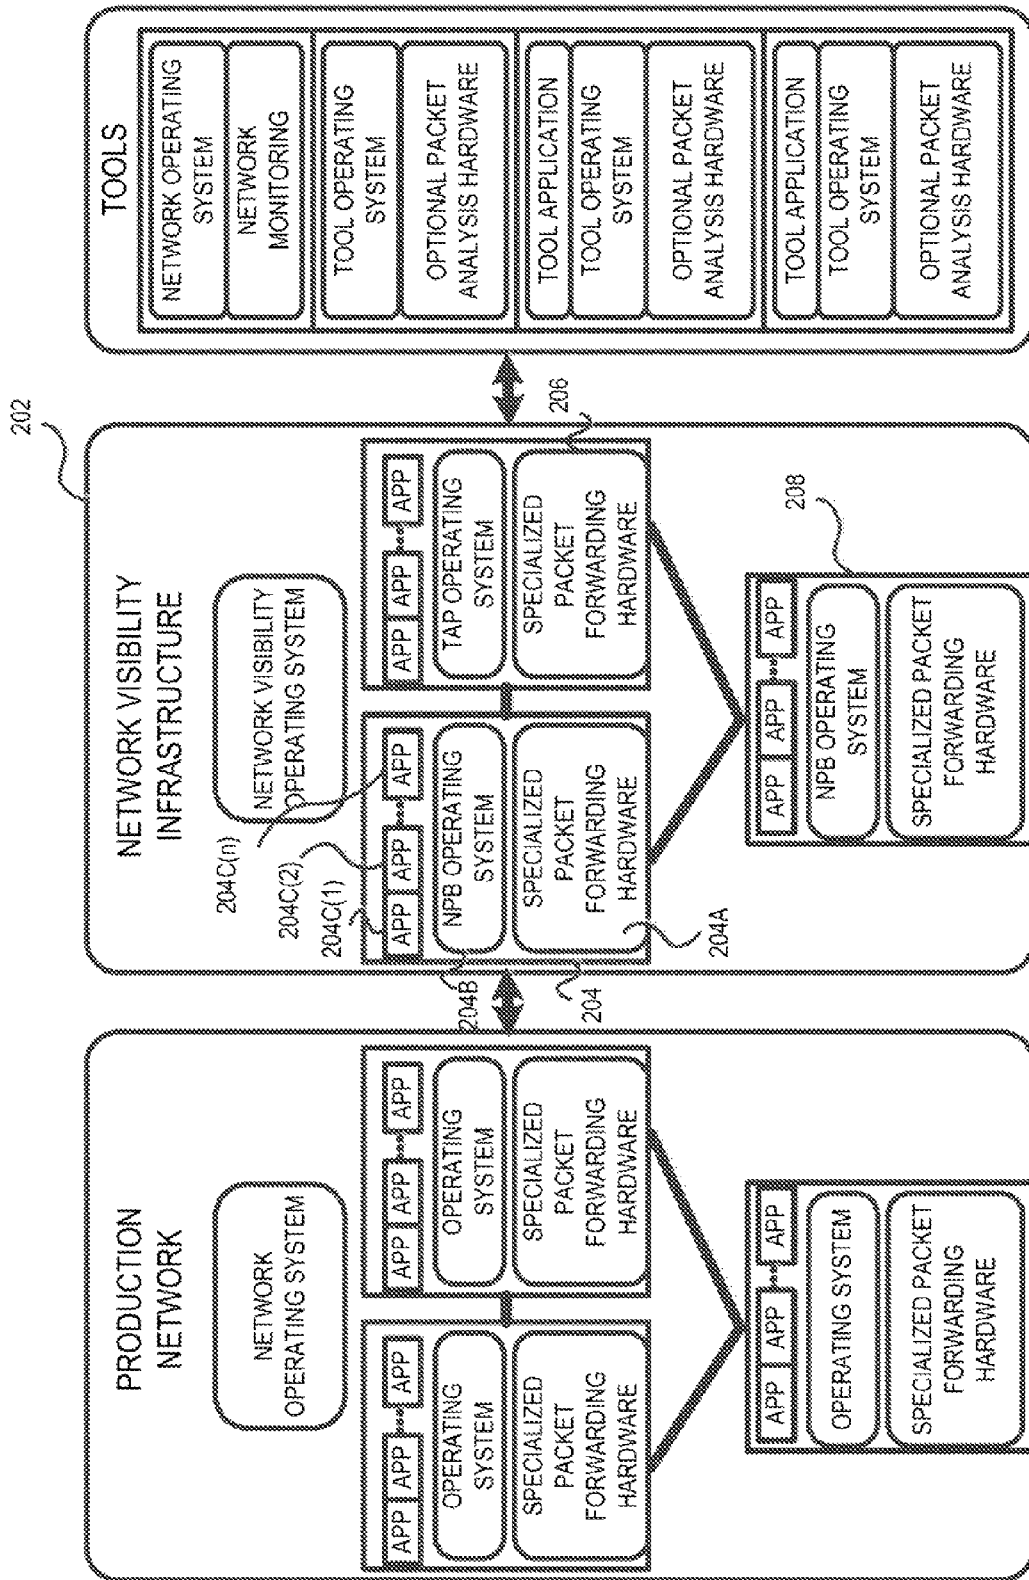 PRODUCTION
NETWORK
NETWORK
OPERATING SYSTEM
APP APP APP
OPERATING
SYSTEM
SPECIALIZED
PACKET
FORWARDING
HARDWARE
APP APP APP
OPERATING
SYSTEM
SPECIALIZED
PACKET
FORWARDING
HARDWARE
APP APP APP
OPERATING SYSTEM
SPECIALIZED PACKET
FORWARDING
HARDWARE
202
NETWORK VISIBILITY
INFRASTRUCTURE
NETWORK VISIBILITY
OPERATING SYSTEM
204C(n)
204C(2)
204C(1)
APP APP APP
NPB OPERATING
SYSTEM
SPECIALIZED
PACKET
FORWARDING
HARDWARE
204B
204
204A
APP APP APP
TAP OPERATING
SYSTEM
SPECIALIZED
PACKET
FORWARDING
HARDWARE
206
APP APP APP
NPB OPERATING
SYSTEM
SPECIALIZED PACKET
FORWARDING
HARDWARE
208
TOOLS
NETWORK OPERATING
SYSTEM
NETWORK
MONITORING
TOOL OPERATING
SYSTEM
OPTIONAL PACKET
ANALYSIS HARDWARE
TOOL APPLICATION
TOOL OPERATING
SYSTEM
OPTIONAL PACKET
ANALYSIS HARDWARE
TOOL APPLICATION
TOOL OPERATING
SYSTEM
OPTIONAL PACKET
ANALYSIS HARDWARE